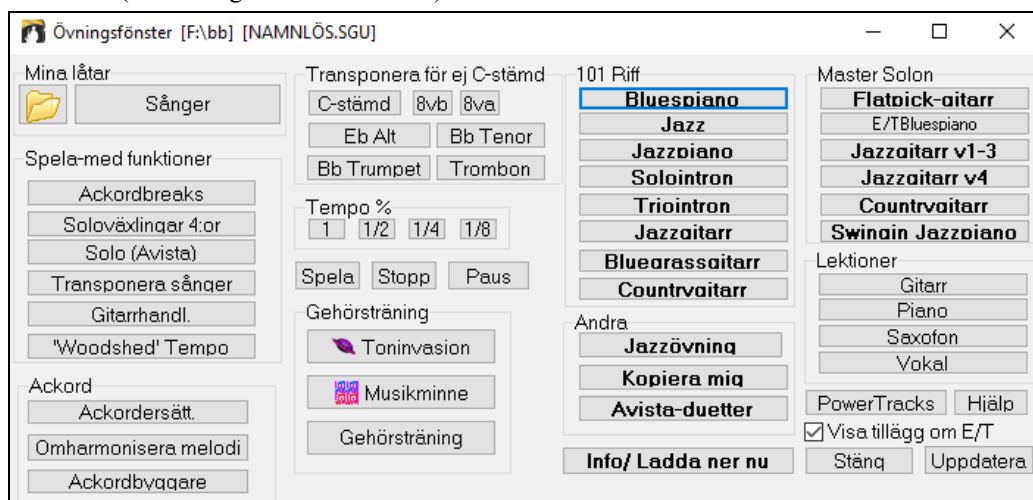 Övningsfönster [F:\bb] [NAMNLÖS.SGU]
Mina låtar
Sånger
Spela-med funktioner
Ackordbreaks
Soloväxlingar 4:or
Solo (Avista)
Transponera sånger
Gitarrhandl.
'Woodshed' Tempo
Ackord
Ackordersätt.
Omharmonisera melodi
Ackordbyggare
Transponera för ej C-stämd
C-stämd 8vb 8va
Eb Alt Bb Tenor
Bb Trumpet Trombon
Tempo %
1 1/2 1/4 1/8
Spela Stopp Paus
Gehörsträning
Toninvasion
Musikminne
Gehörsträning
101 Riff
Bluespiano
Jazz
Jazzpiano
Solointron
Triointron
Jazzgitarr
Bluegrassgitarr
Countrygitarr
Andra
Jazzövning
Kopiera mig
Avista-duetter
Info/ Ladda ner nu
Master Solon
Flatpick-gitarr
E/TBluespiano
Jazzgitarr v1-3
Jazzgitarr v4
Countrygitarr
Swingin Jazzpiano
Lektioner
Gitarr
Piano
Saxofon
Vokal
PowerTracks Hjälp
Visa tillägg om E/T
Stäng Uppdatera